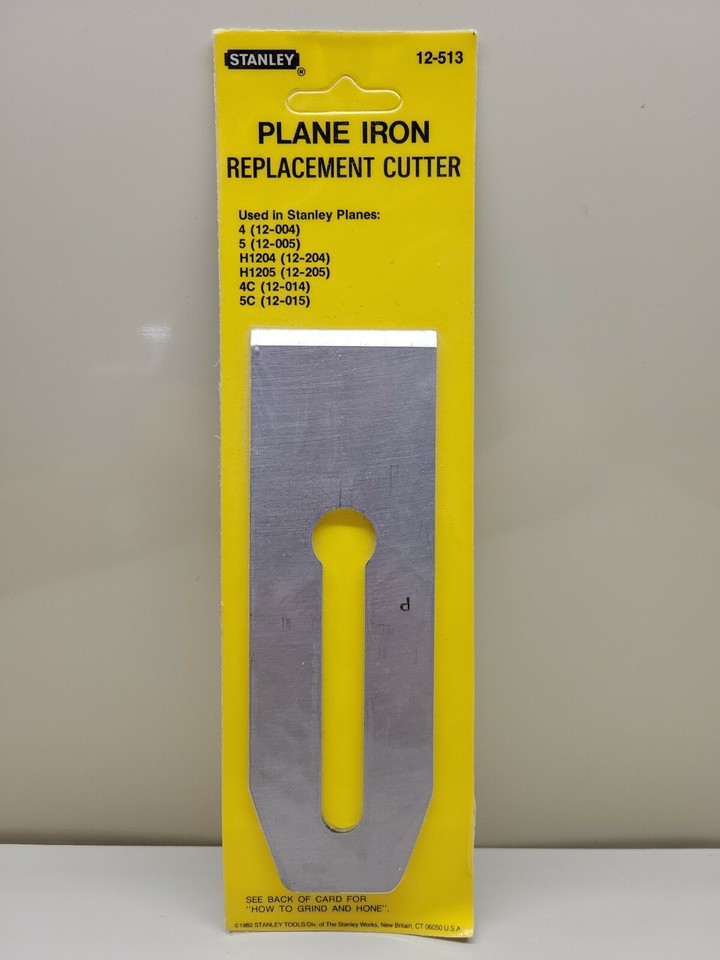 STANLEY ® 12-513
PLANE IRON
REPLACEMENT CUTTER
Used in Stanley Planes:
4 (12-004)
5 (12-005)
H1204 (12-204)
H1205 (12-205)
4C (12-014)
5C (12-015)
d
SEE BACK OF CARD FOR
"HOW TO GRIND AND HONE".
©1982 STANLEY TOOLS/Div. of The Stanley Works, New Britain, CT 06050 U.S.A.